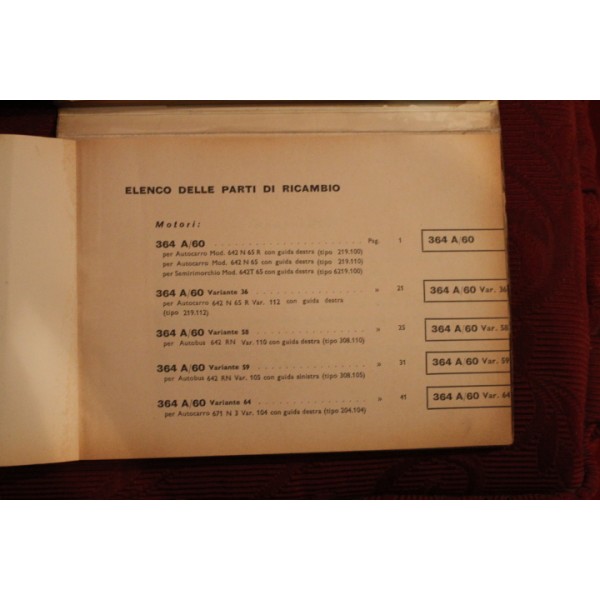 ELENCO DELLE PARTI DI RICAMBIO
Motori:
364 A/60 Pag. 1 364 A/60
per Autocarro Mod. 642 N 65 R con guida destra (tipo 219.100)
per Autocarro Mod. 642 N 65 con guida destra (tipo 219.110)
per Semirimorchio Mod. 642T 65 con guida destra (tipo 6219.100)
364 A/60 Variante 36 » 21 364 A/60 Var. 36
per Autocarro 642 N 65 R Var. 112 con guida destra
(tipo 219.112)
364 A/60 Variante 58 » 25 364 A/60 Var. 58
per Autobus 642 RN Var. 110 con guida destra (tipo 308.110)
364 A/60 Variante 59 » 31 364 A/60 Var. 59
per Autobus 642 RN Var. 105 con guida sinistra (tipo 308.105)
364 A/60 Variante 64 » 41 364 A/60 Var. 64
per Autocarro 671 N 3 Var. 104 con guida destra (tipo 204.104)